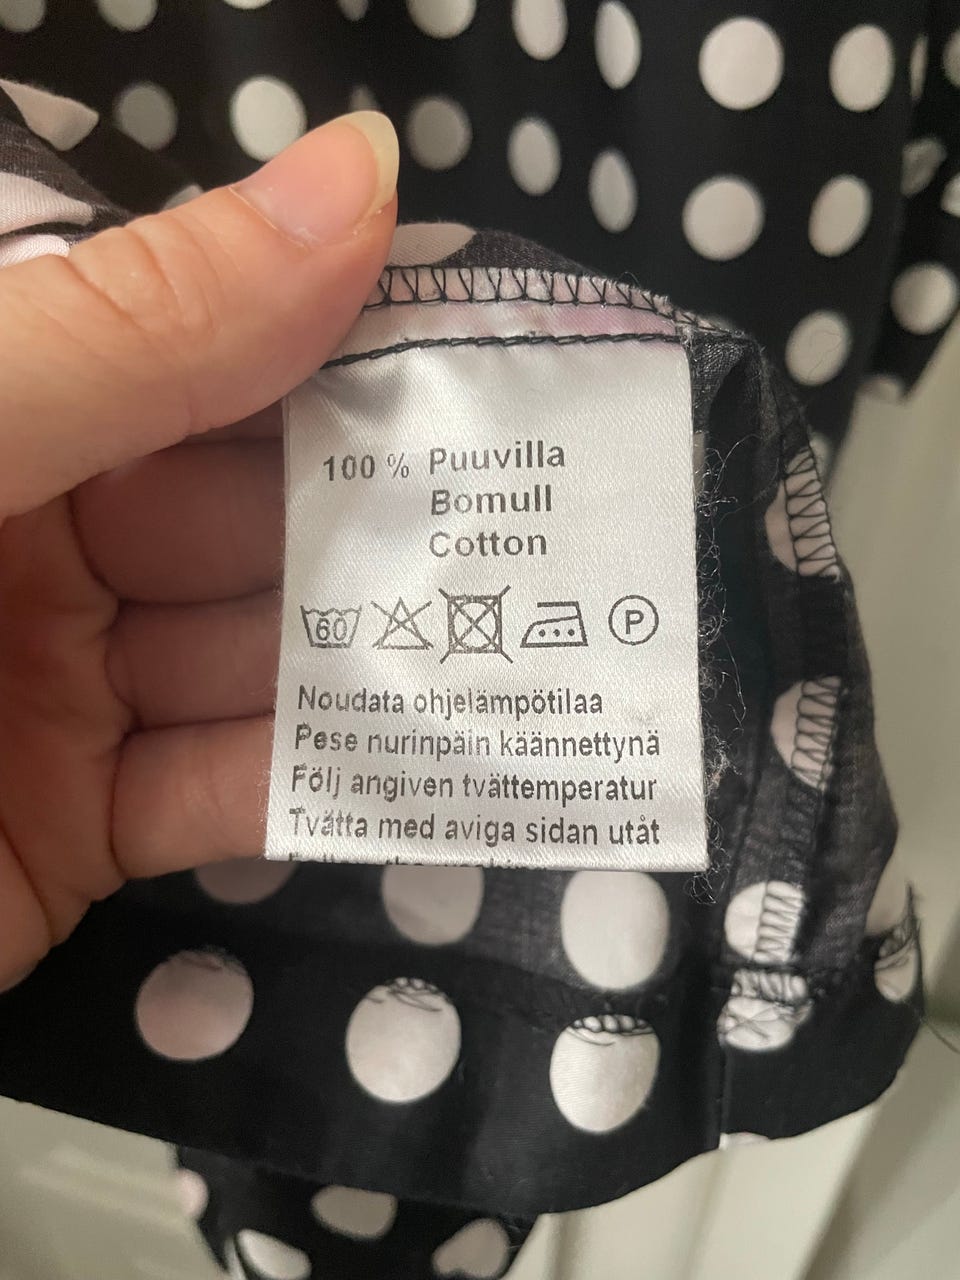 100 % Puuvilla
Bomull
Cotton
60 P
Noudata ohjelämpötilaa
Pese nurinpäin käännettynä
Följ angiven tvättemperatur
Tvätta med aviga sidan utåt